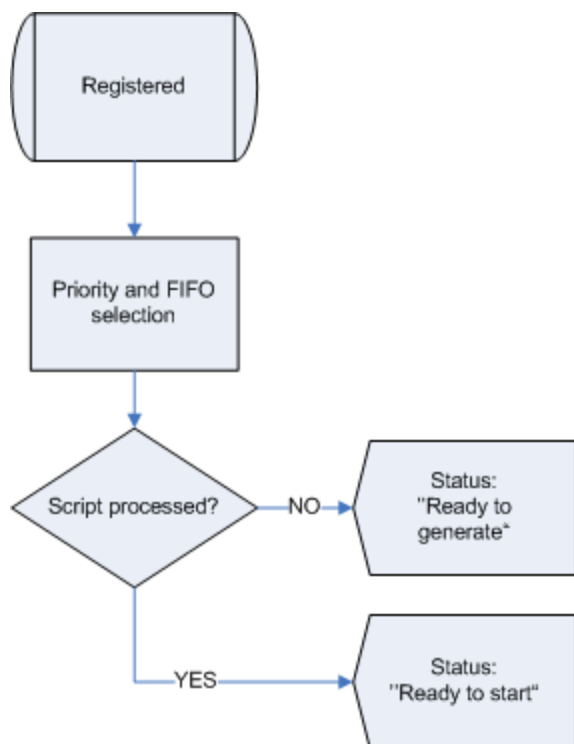 Registered
Priority and FIFO
selection
Script processed?
NO
Status:
"Ready to
generate“
YES
Status:
"Ready to start“